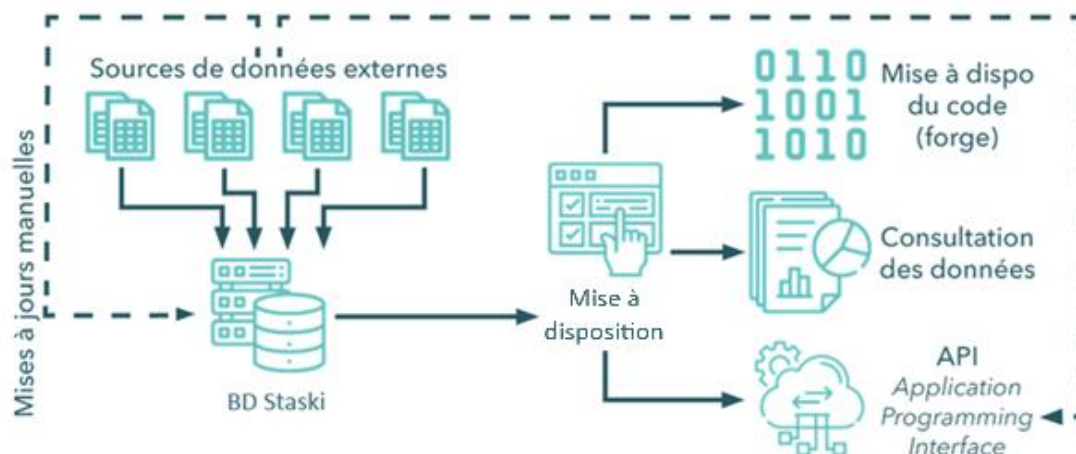 Sources de données externes
Mises à jours manuelles
BD Staski
Mise à
disposition
0110
1001
1010
Mise à dispo
du code
(forge)
Consultation
des données
API
Application
Programming
Interface